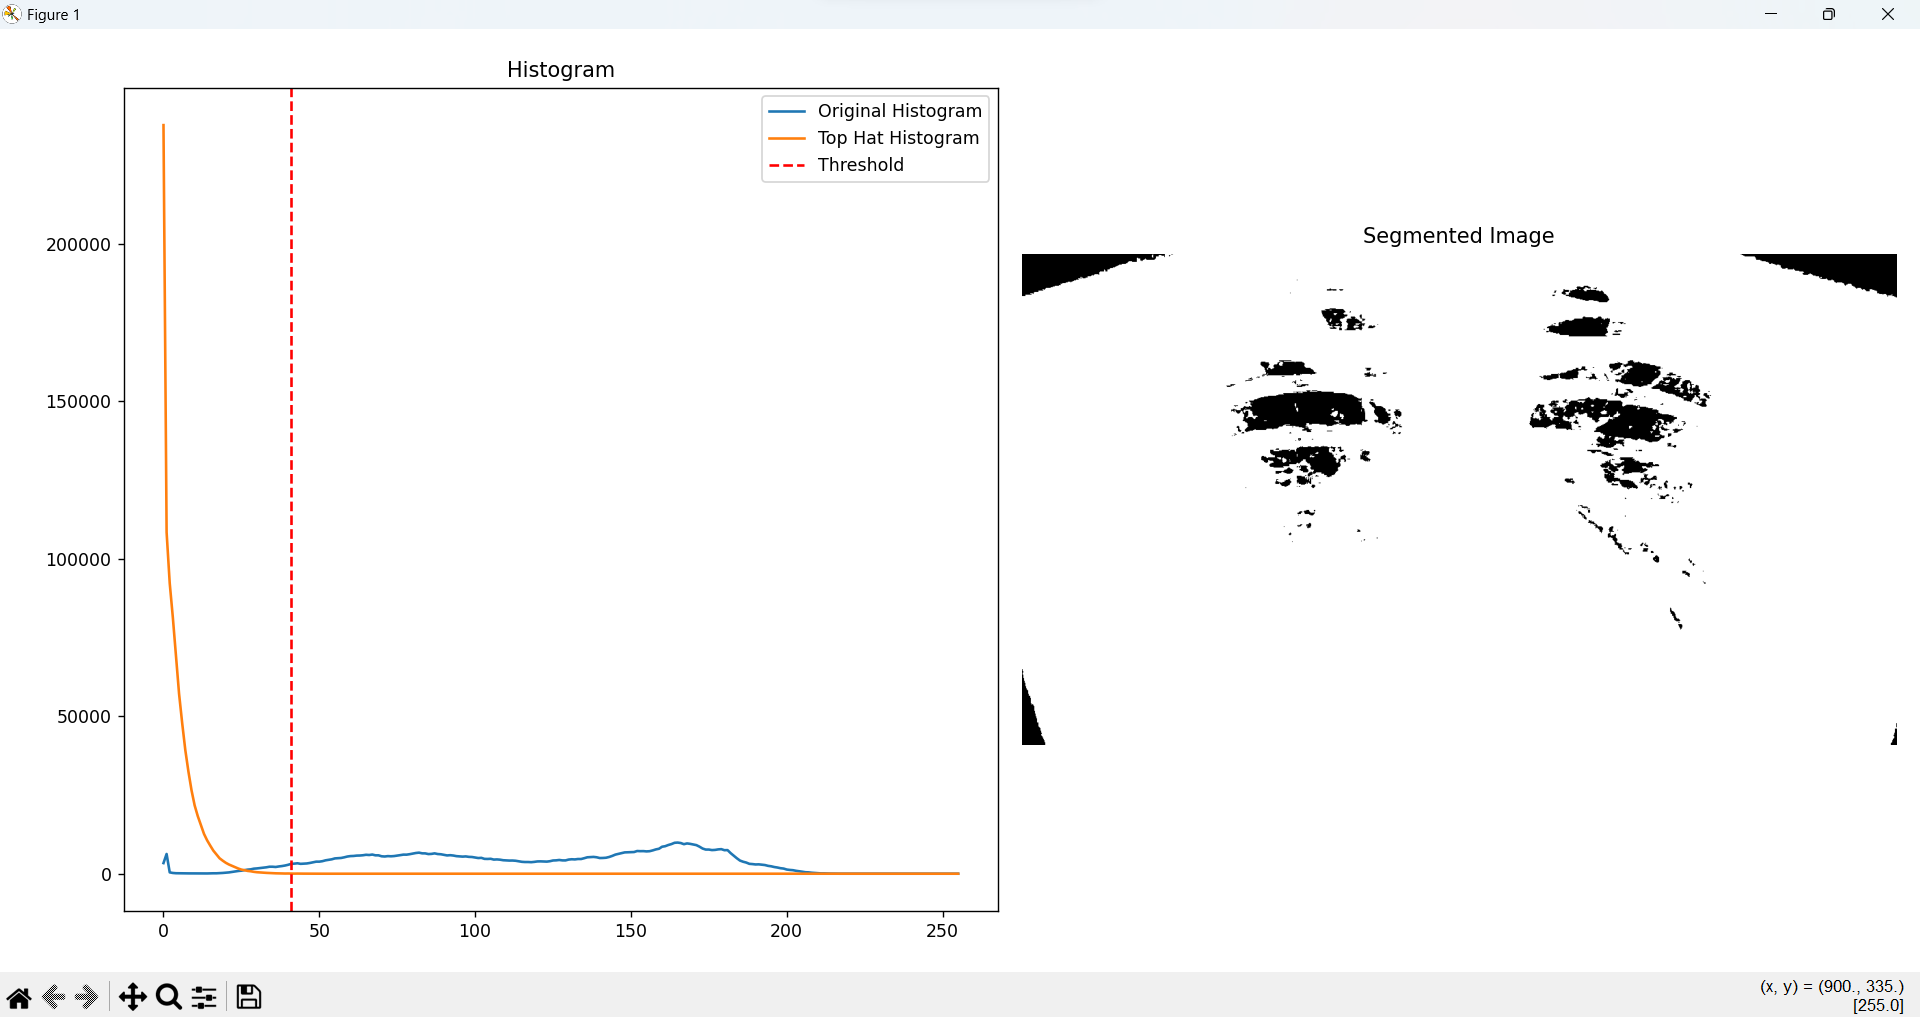 Figure 1
Histogram
Original Histogram
Top Hat Histogram
Threshold
200000
150000
100000
50000
0
0 50 100 150 200 250
Segmented Image
(x, y) = (900., 335.)
[255.0]